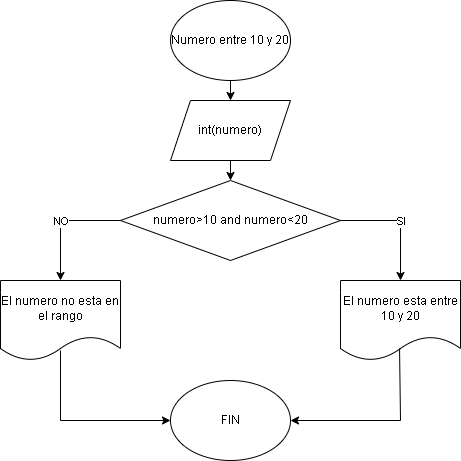 Numero entre 10 y 20
int(numero)
numero>10 and numero<20
NO
SI
El numero no esta en
el rango
El numero esta entre
10 y 20
FIN